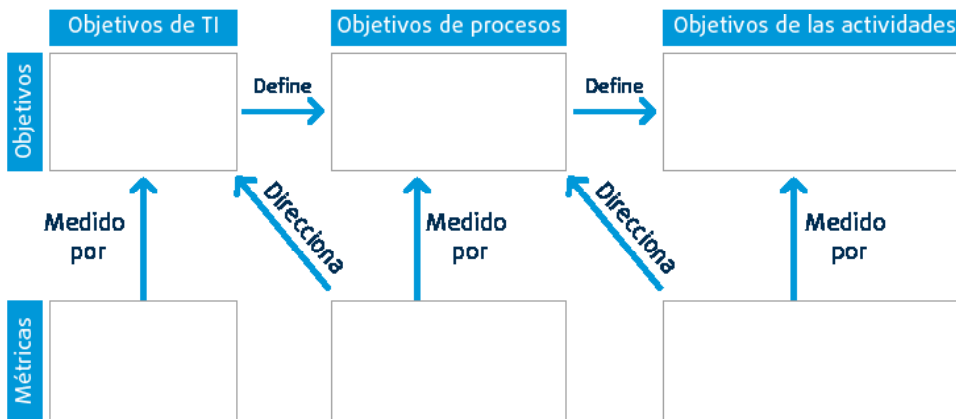 Objetivos de TI
Objetivos de procesos
Objetivos de las actividades
Objetivos
Define
Define
Medido
por
Direcciona
Medido
por
Direcciona
Medido
por
Métricas